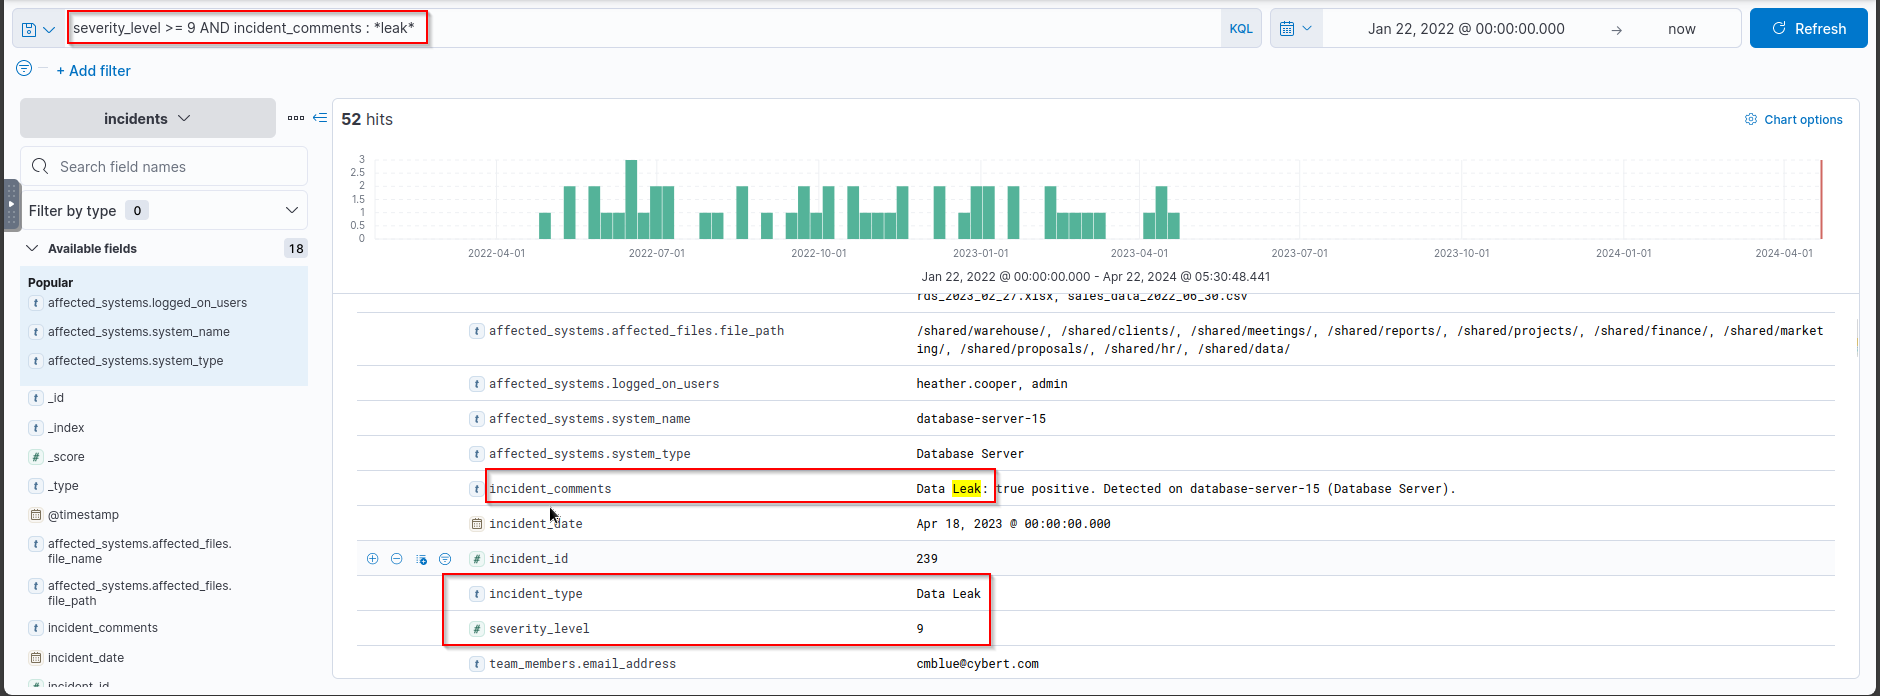 severity_level >= 9 AND incident_comments : *leak*
KQL
Jan 22, 2022 @ 00:00:00.000 → now
Refresh
+ Add filter
incidents
Search field names
Filter by type 0
Available fields 18
Popular
affected_systems.logged_on_users
affected_systems.system_name
affected_systems.system_type
_id
_index
_score
_type
@timestamp
affected_systems.affected_files.
file_name
affected_systems.affected_files.
file_path
incident_comments
incident_date
incident_id
52 hits
Chart options
3
2.5
2
1.5
1
0.5
0
2022-04-01 2022-07-01 2022-10-01 2023-01-01 2023-04-01 2023-07-01 2023-10-01 2024-01-01 2024-04-01
Jan 22, 2022 @ 00:00:00.000 - Apr 22, 2024 @ 05:30:48.441
rds_2023_02_27.xlsx, sales_data_2022_06_30.csv
affected_systems.affected_files.file_path /shared/warehouse/, /shared/clients/, /shared/meetings/, /shared/reports/, /shared/projects/, /shared/finance/, /shared/market
ing/, /shared/proposals/, /shared/hr/, /shared/data/
affected_systems.logged_on_users heather.cooper, admin
affected_systems.system_name database-server-15
affected_systems.system_type Database Server
incident_comments Data Leak: true positive. Detected on database-server-15 (Database Server).
incident_date Apr 18, 2023 @ 00:00:00.000
incident_id 239
incident_type Data Leak
severity_level 9
team_members.email_address cmblue@cybert.com